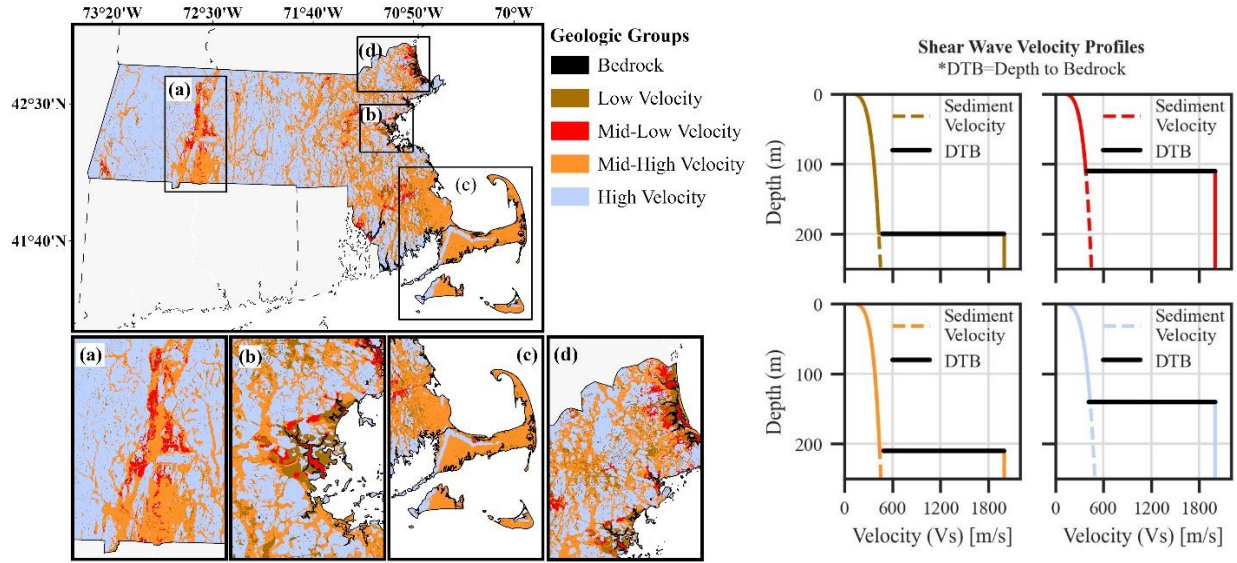 73°20'W 72°30'W 71°40'W 70°50'W 70°W
42°30'N
41°40'N
(a)
(b)
(c)
(d)
Geologic Groups
Bedrock
Low Velocity
Mid-Low Velocity
Mid-High Velocity
High Velocity
(a)
(b)
(c)
(d)
Shear Wave Velocity Profiles
*DTB=Depth to Bedrock
Depth (m)
0
100
200
Sediment
Velocity
DTB
Sediment
Velocity
DTB
Depth (m)
0
100
200
Sediment
Velocity
DTB
Sediment
Velocity
DTB
0 600 1200 1800
0 600 1200 1800
Velocity (Vs) [m/s]
Velocity (Vs) [m/s]